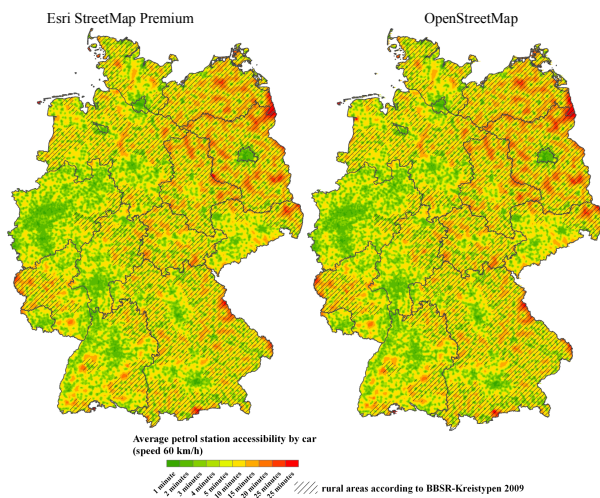 Esri StreetMap Premium
OpenStreetMap
Average petrol station accessibility by car
(speed 60 km/h)
1 minute
2 minutes
3 minutes
4 minutes
5 minutes
10 minutes
15 minutes
20 minutes
25 minutes
25 minutes
rural areas according to BBSR-Kreistypen 2009